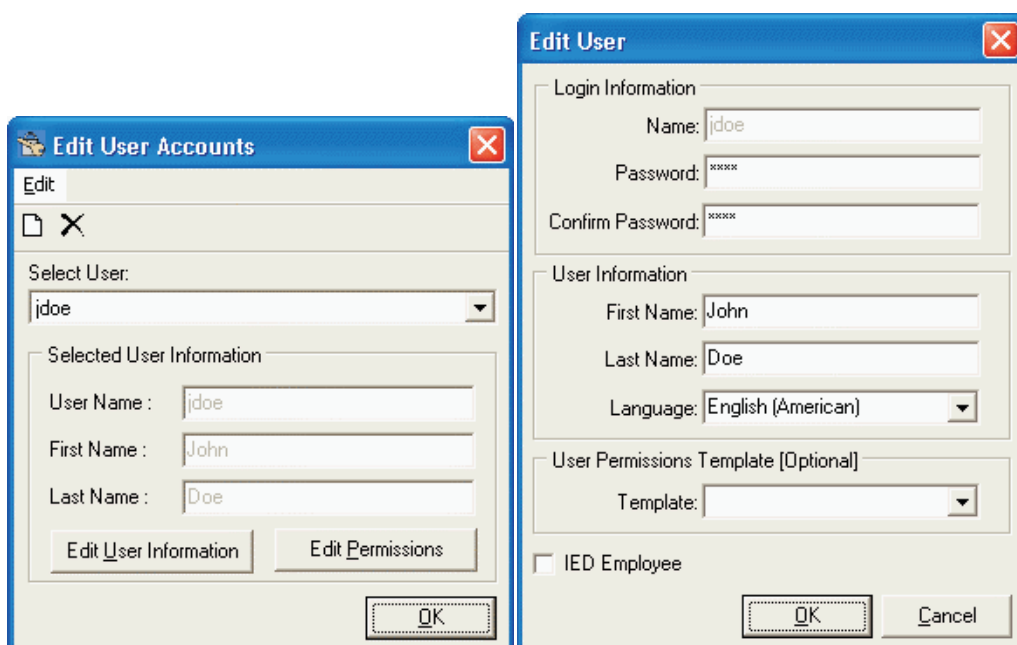 Edit User Accounts
Edit
Select User:
jdoe
Selected User Information
User Name :
jdoe
First Name :
John
Last Name :
Doe
Edit User Information
Edit Permissions
OK
Edit User
Login Information
Name:
jdoe
Password:
****
Confirm Password:
****
User Information
First Name:
John
Last Name:
Doe
Language:
English (American)
User Permissions Template [Optional]
Template:
IED Employee
OK
Cancel